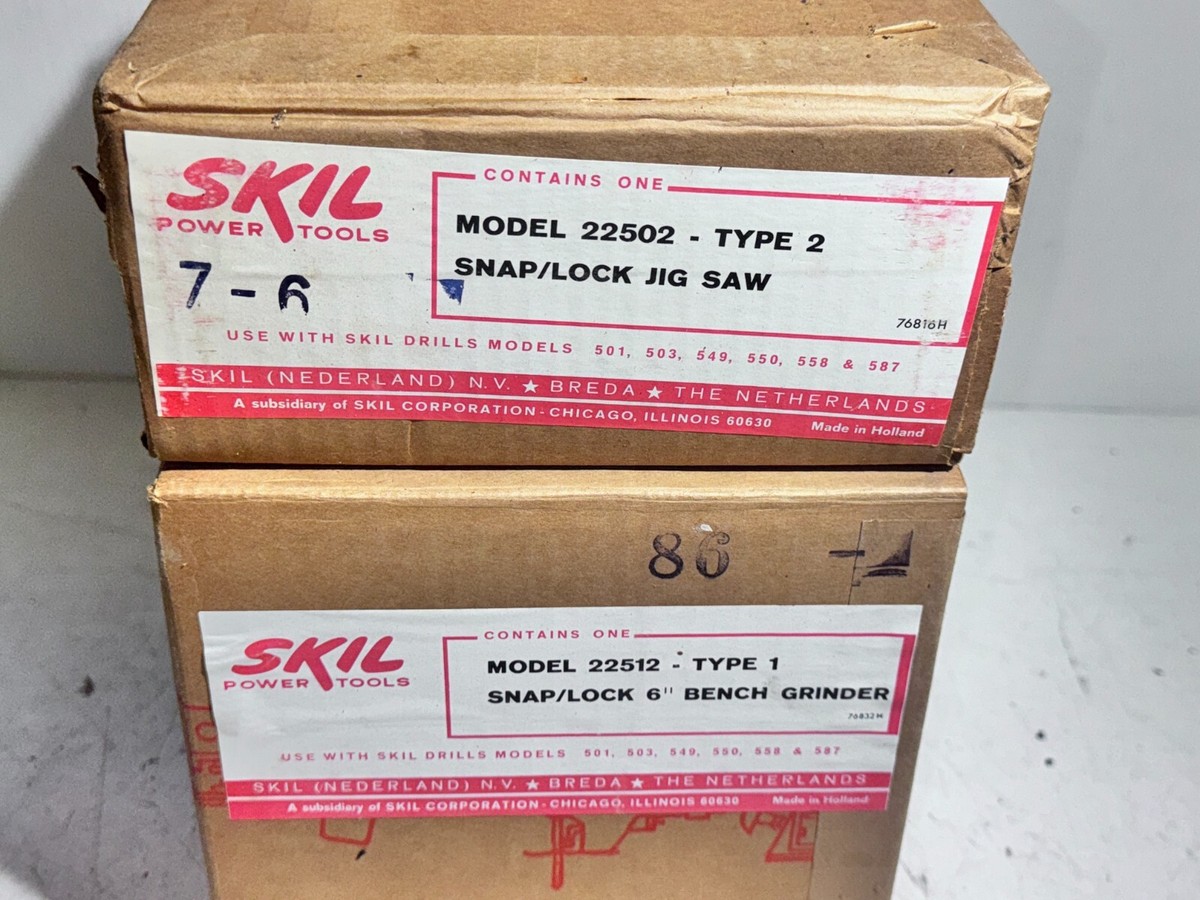 SKIL
POWER TOOLS
CONTAINS ONE
MODEL 22502 - TYPE 2
SNAP/LOCK JIG SAW
76816H
7-6
USE WITH SKIL DRILLS MODELS 501, 503, 549, 550, 558 & 587
SKIL (NEDERLAND) N.V. ★ BREDA ★ THE NETHERLANDS
A subsidiary of SKIL CORPORATION - CHICAGO, ILLINOIS 60630 Made in Holland
86
SKIL
POWER TOOLS
CONTAINS ONE
MODEL 22512 - TYPE 1
SNAP/LOCK 6" BENCH GRINDER
76832H
USE WITH SKIL DRILLS MODELS 501, 503, 549, 550, 558 & 587
SKIL (NEDERLAND) N.V. ★ BREDA ★ THE NETHERLANDS
A subsidiary of SKIL CORPORATION - CHICAGO, ILLINOIS 60630 Made in Holland